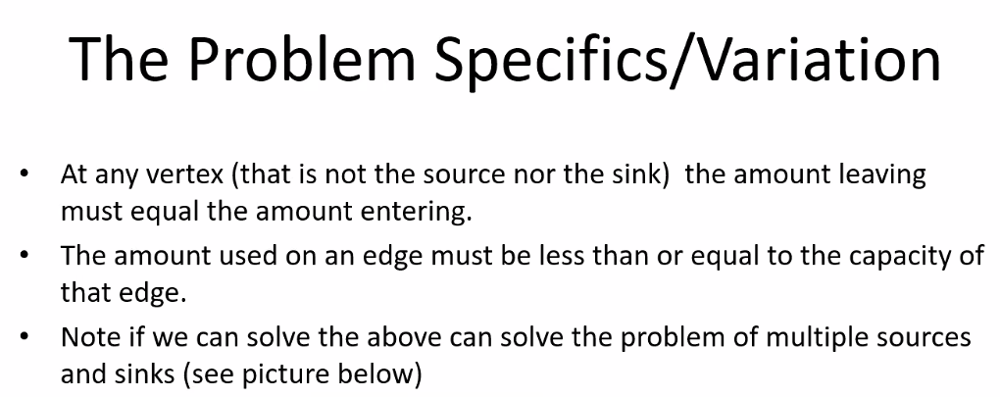 The Problem Specifics/Variation
• At any vertex (that is not the source nor the sink)  the amount leaving
must equal the amount entering.
• The amount used on an edge must be less than or equal to the capacity of
that edge.
• Note if we can solve the above can solve the problem of multiple sources
and sinks (see picture below)